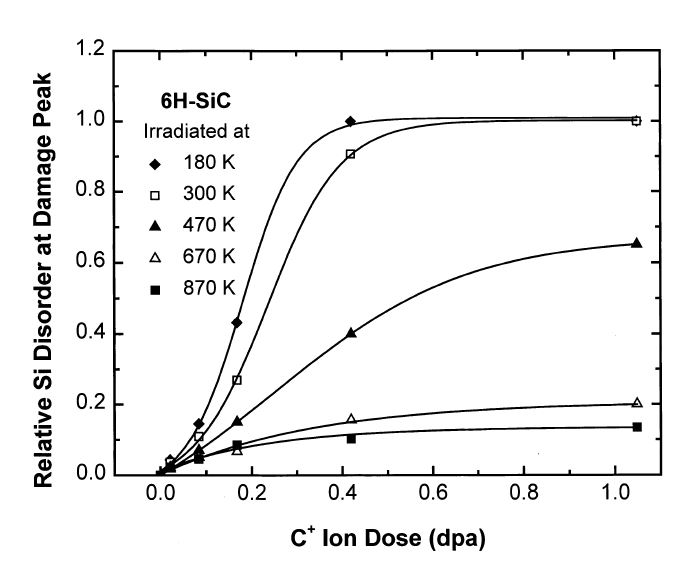 1.2
1.0
0.8
0.6
0.4
0.2
0.0
Relative Si Disorder at Damage Peak
6H-SiC
Irradiated at
180 K
300 K
470 K
670 K
870 K
0.0 0.2 0.4 0.6 0.8 1.0
C⁺ Ion Dose (dpa)